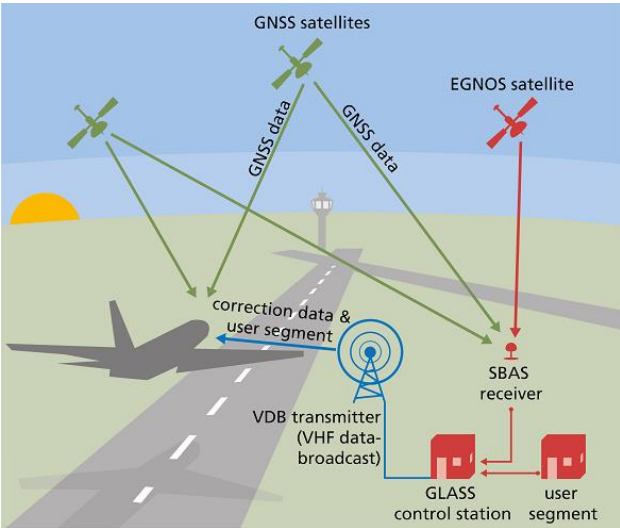 GNSS satellites
EGNOS satellite
GNSS data
GNSS data
correction data &
user segment
SBAS
receiver
VDB transmitter
(VHF data-
broadcast)
GLASS
control station
user
segment